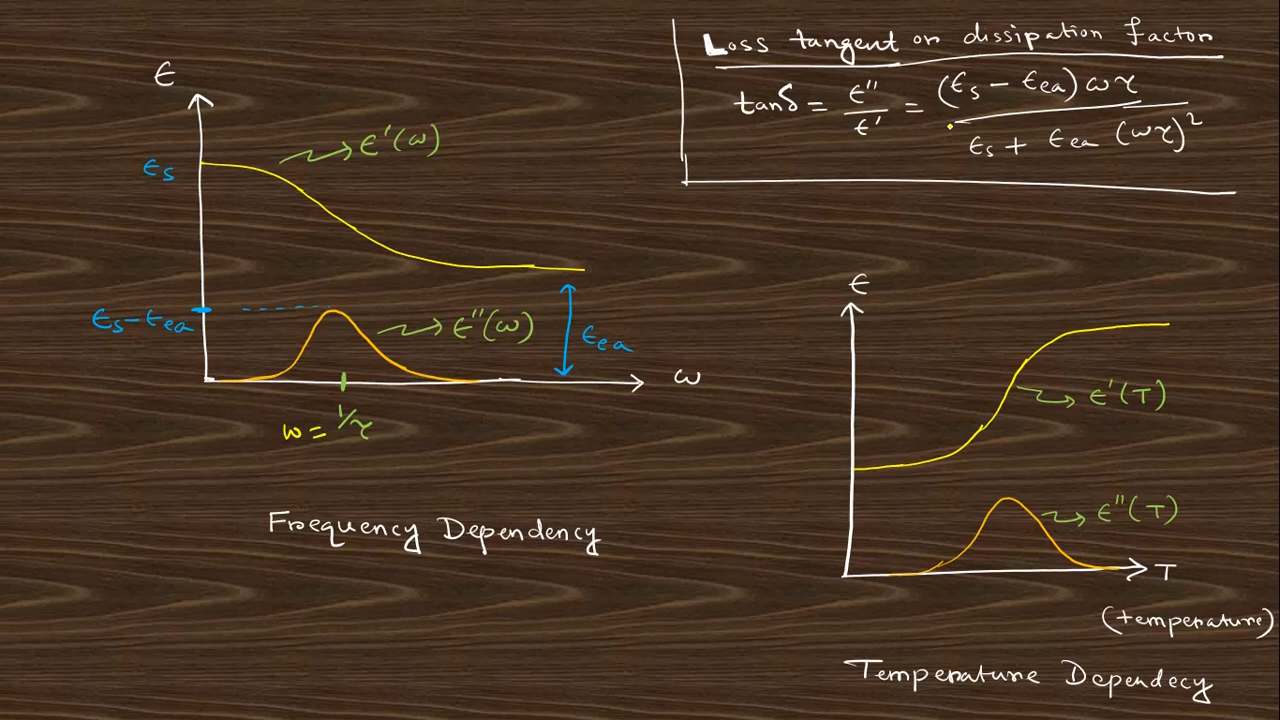 Loss tangent or dissipation factor
tanδ = ϵ''/ϵ' = (ϵs − ϵea)ωτ / ϵs + ϵea (ωτ)²
ϵ
ϵ'(ω)
ϵs
ϵs−ϵea
ϵ''(ω)
ϵea
ω
ω = 1/τ
Frequency Dependency
ϵ
ϵ'(T)
ϵ''(T)
T
(temperature)
Temperature Dependecy